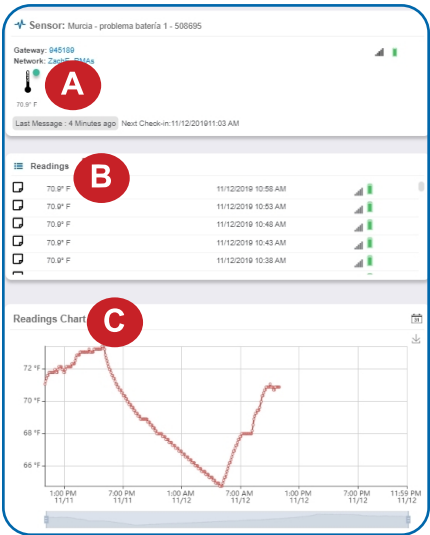 Sensor: Murcia - problema batería 1 - 508695
Gateway: 945189
Network:
A
70.9° F
Last Message : 4 Minutes ago Next Check-in:11/12/201911:03 AM
Readings B
70.9° F 11/12/2019 10:58 AM
70.9° F 11/12/2019 10:53 AM
70.9° F 11/12/2019 10:48 AM
70.9° F 11/12/2019 10:43 AM
70.9° F 11/12/2019 10:38 AM
Readings Chart C
31
72 °F
70 °F
68 °F
66 °F
1:00 PM 7:00 PM 1:00 AM 7:00 AM 1:00 PM 7:00 PM 11:59 PM
11/11 11/11 11/12 11/12 11/12 11/12 11/12